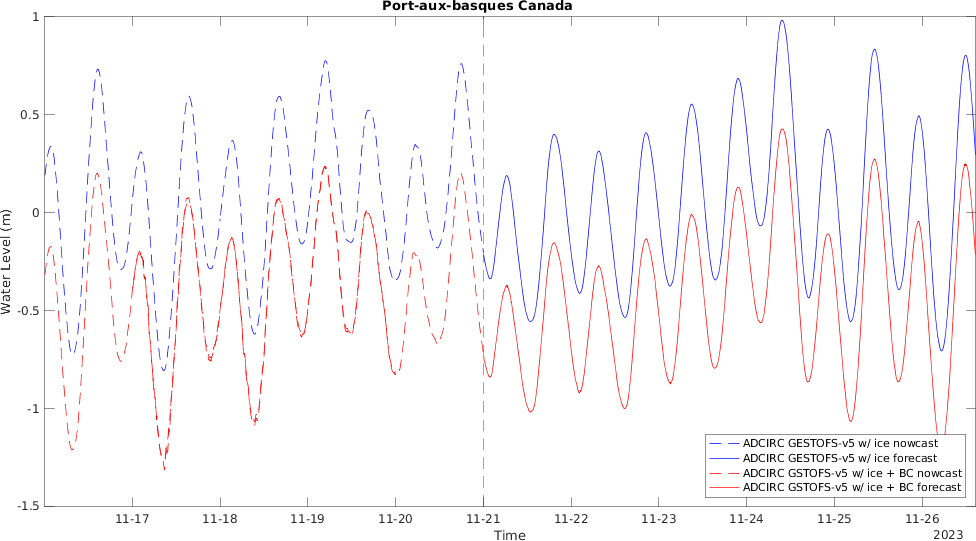 Port-aux-basques Canada
1
0.5
0
-0.5
-1
-1.5
Water Level (m)
ADCIRC GESTOFS-v5 w/ ice nowcast
ADCIRC GESTOFS-v5 w/ ice forecast
ADCIRC GSTOFS-v5 w/ ice + BC nowcast
ADCIRC GSTOFS-v5 w/ ice + BC forecast
11-17 11-18 11-19 11-20 11-21 11-22 11-23 11-24 11-25 11-26
Time
2023